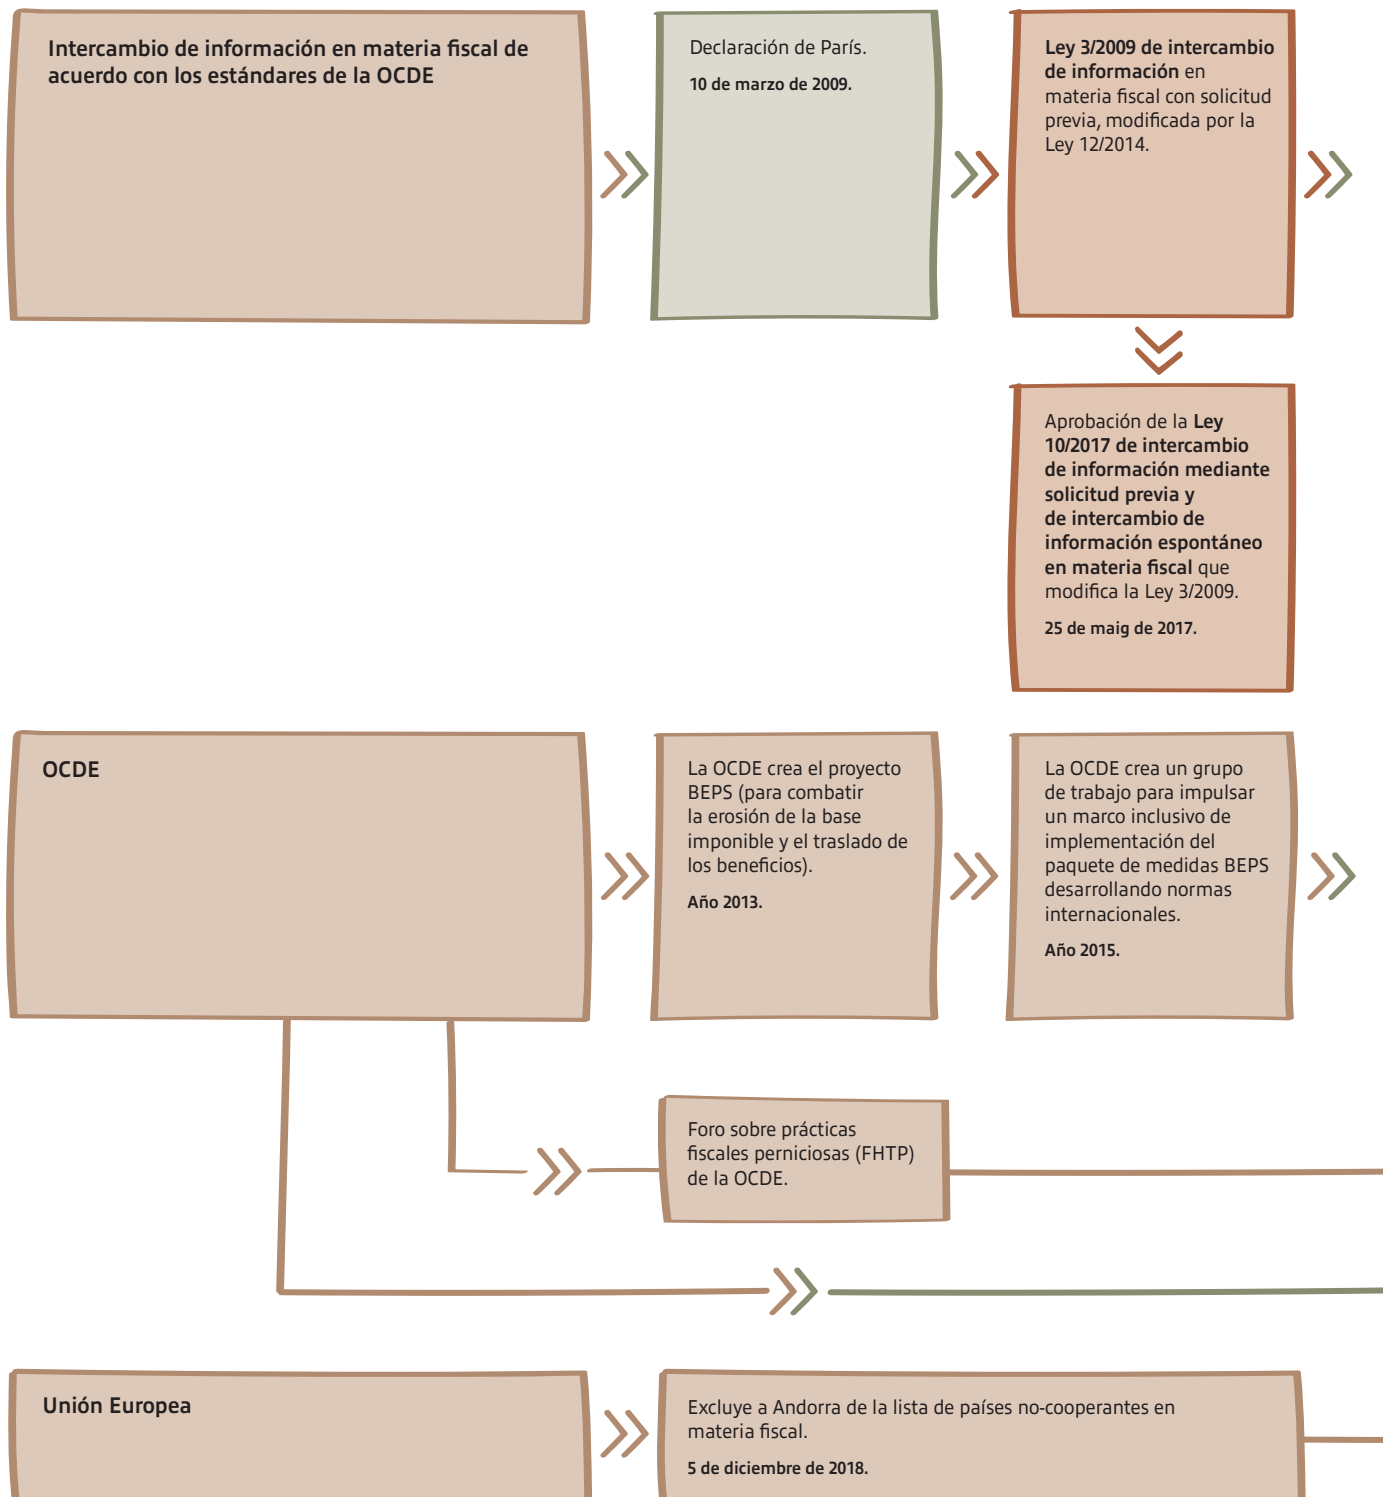 Intercambio de información en materia fiscal de
acuerdo con los estándares de la OCDE
Declaración de París.
10 de marzo de 2009.
Ley 3/2009 de intercambio
de información en
materia fiscal con solicitud
previa, modificada por la
Ley 12/2014.
Aprobación de la Ley
10/2017 de intercambio
de información mediante
solicitud previa y
de intercambio de
información espontáneo
en materia fiscal que
modifica la Ley 3/2009.
25 de maig de 2017.
OCDE
La OCDE crea el proyecto
BEPS (para combatir
la erosión de la base
imponible y el traslado de
los beneficios).
Año 2013.
La OCDE crea un grupo
de trabajo para impulsar
un marco inclusivo de
implementación del
paquete de medidas BEPS
desarrollando normas
internacionales.
Año 2015.
Foro sobre prácticas
fiscales perniciosas (FHTP)
de la OCDE.
Unión Europea
Excluye a Andorra de la lista de países no-cooperantes en
materia fiscal.
5 de diciembre de 2018.